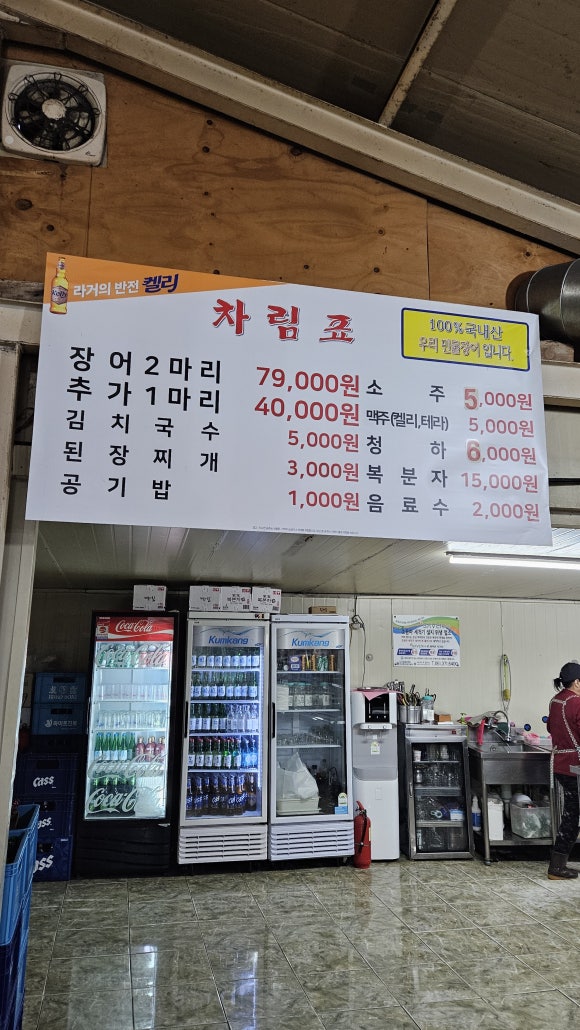 라거의 반전 켈리
차림표
100% 국내산
우리 민물장어 입니다.
장어2마리 79,000원
추가1마리 40,000원
김치국수 5,000원
된장찌개 3,000원
공기밥 1,000원
소주 5,000원
맥주(켈리,테라) 5,000원
청하 6,000원
복분자 15,000원
음료수 2,000원
Coca-Cola
Kumkang
Kumkang
Coca-Cola
Cass
Cass